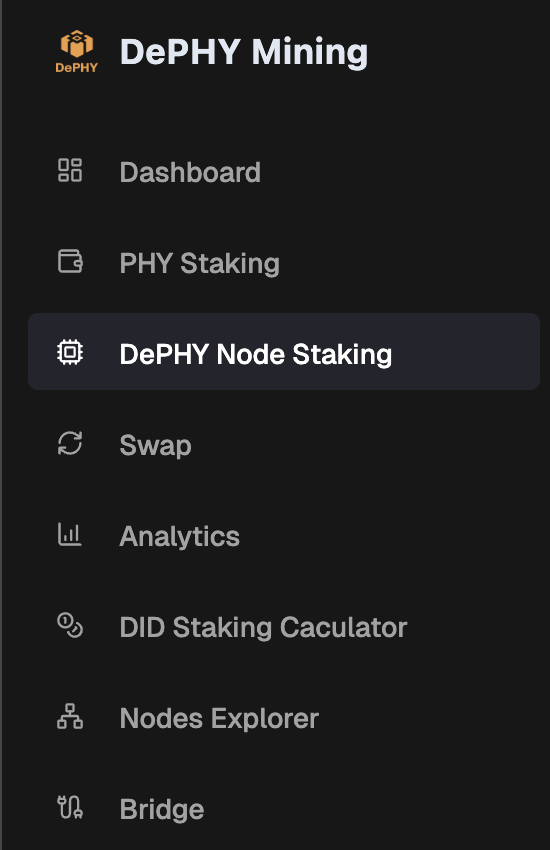 DePHY
DePHY Mining
Dashboard
PHY Staking
DePHY Node Staking
Swap
Analytics
DID Staking Caculator
Nodes Explorer
Bridge